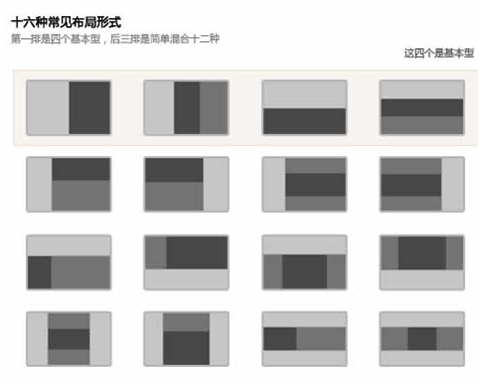 十六种常见布局形式
第一排是四个基本型，后三排是简单混合十二种
这四个是基本型